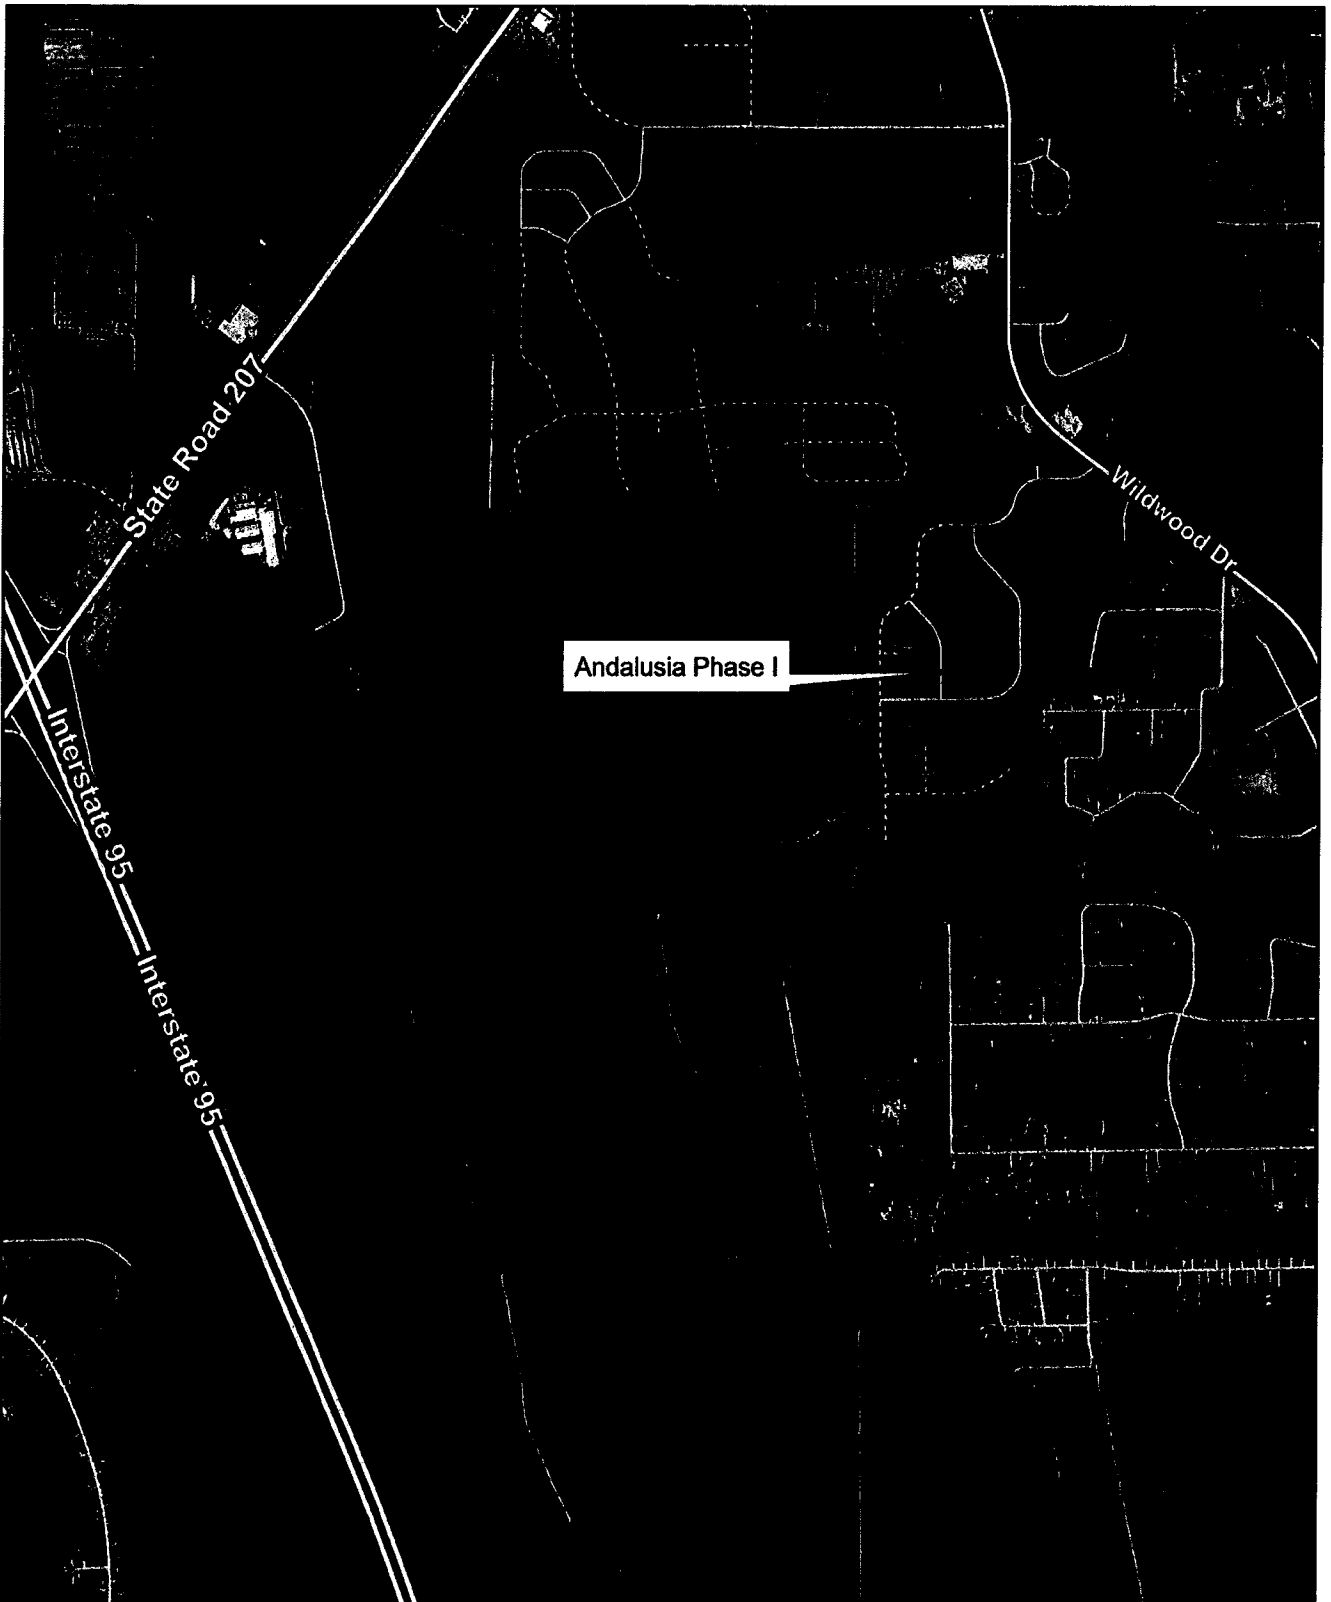 State Road 207
Wildwood Dr
Andalusia Phase I
Interstate 95
Interstate 95